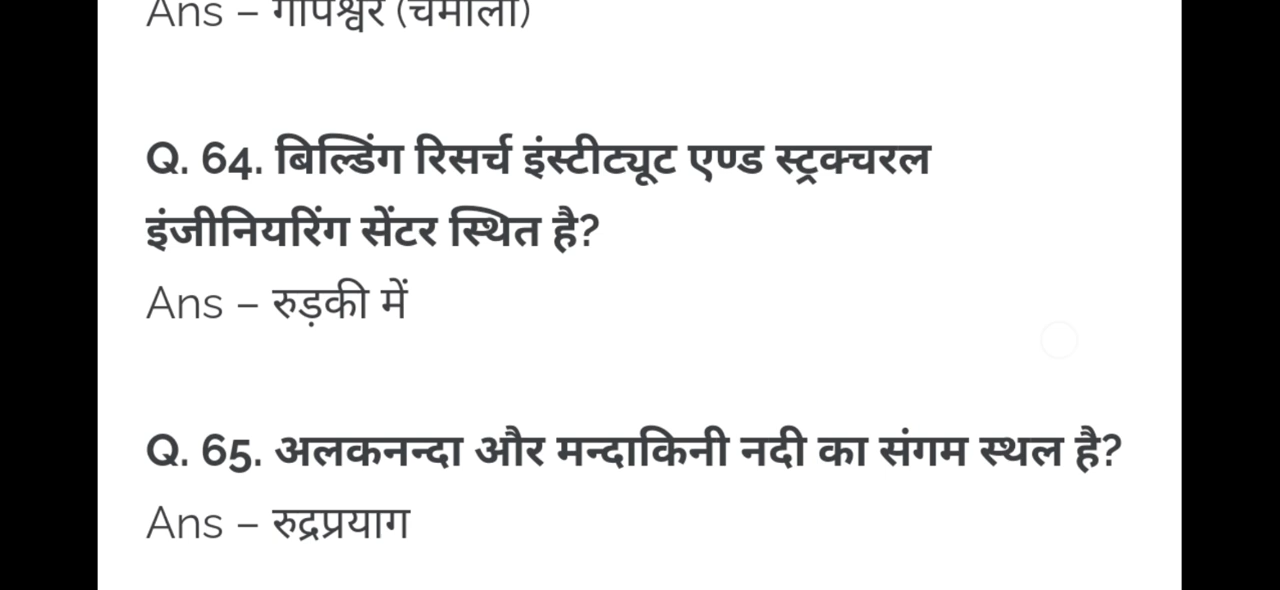 Ans – गोपेश्वर (चमोली)
Q. 64. बिल्डिंग रिसर्च इंस्टीट्यूट एण्ड स्ट्रक्चरल
इंजीनियरिंग सेंटर स्थित है?
Ans – रुड़की में
Q. 65. अलकनन्दा और मन्दाकिनी नदी का संगम स्थल है?
Ans – रुद्रप्रयाग